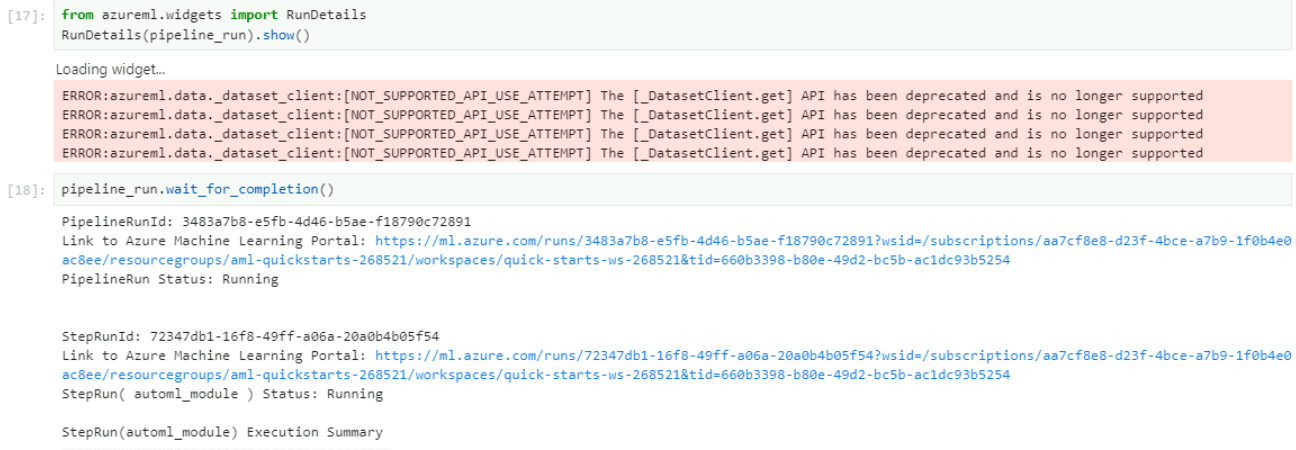 [17]: from azureml.widgets import RunDetails
RunDetails(pipeline_run).show()
Loading widget...
ERROR:azureml.data._dataset_client:[NOT_SUPPORTED_API_USE_ATTEMPT] The [_DatasetClient.get] API has been deprecated and is no longer supported
ERROR:azureml.data._dataset_client:[NOT_SUPPORTED_API_USE_ATTEMPT] The [_DatasetClient.get] API has been deprecated and is no longer supported
ERROR:azureml.data._dataset_client:[NOT_SUPPORTED_API_USE_ATTEMPT] The [_DatasetClient.get] API has been deprecated and is no longer supported
ERROR:azureml.data._dataset_client:[NOT_SUPPORTED_API_USE_ATTEMPT] The [_DatasetClient.get] API has been deprecated and is no longer supported
[18]: pipeline_run.wait_for_completion()
PipelineRunId: 3483a7b8-e5fb-4d46-b5ae-f18790c72891
Link to Azure Machine Learning Portal: https://ml.azure.com/runs/3483a7b8-e5fb-4d46-b5ae-f18790c72891?wsid=/subscriptions/aa7cf8e8-d23f-4bce-a7b9-1f0b4e0
ac8ee/resourcegroups/aml-quickstarts-268521/workspaces/quick-starts-ws-268521&tid=660b3398-b80e-49d2-bc5b-ac1dc93b5254
PipelineRun Status: Running
StepRunId: 72347db1-16f8-49ff-a06a-20a0b4b05f54
Link to Azure Machine Learning Portal: https://ml.azure.com/runs/72347db1-16f8-49ff-a06a-20a0b4b05f54?wsid=/subscriptions/aa7cf8e8-d23f-4bce-a7b9-1f0b4e0
ac8ee/resourcegroups/aml-quickstarts-268521/workspaces/quick-starts-ws-268521&tid=660b3398-b80e-49d2-bc5b-ac1dc93b5254
StepRun( automl_module ) Status: Running
StepRun(automl_module) Execution Summary